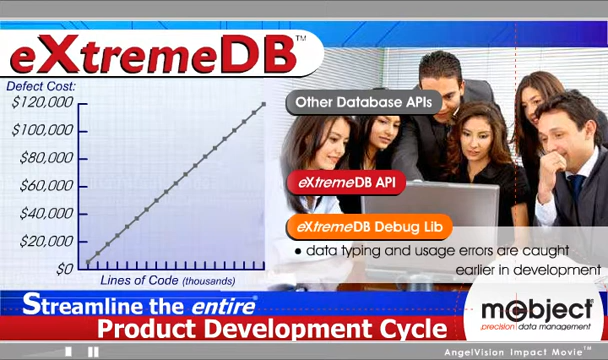 eXtremeDB™
Defect Cost:
$120,000
$100,000
$80,000
$60,000
$40,000
$20,000
$0
Lines of Code (thousands)
Other Database APIs
eXtremeDB API
eXtremeDB Debug Lib
• data typing and usage errors are caught
earlier in development
Streamline the entire®
Product Development Cycle
mcobject
precision data management
AngelVision Impact Movie™